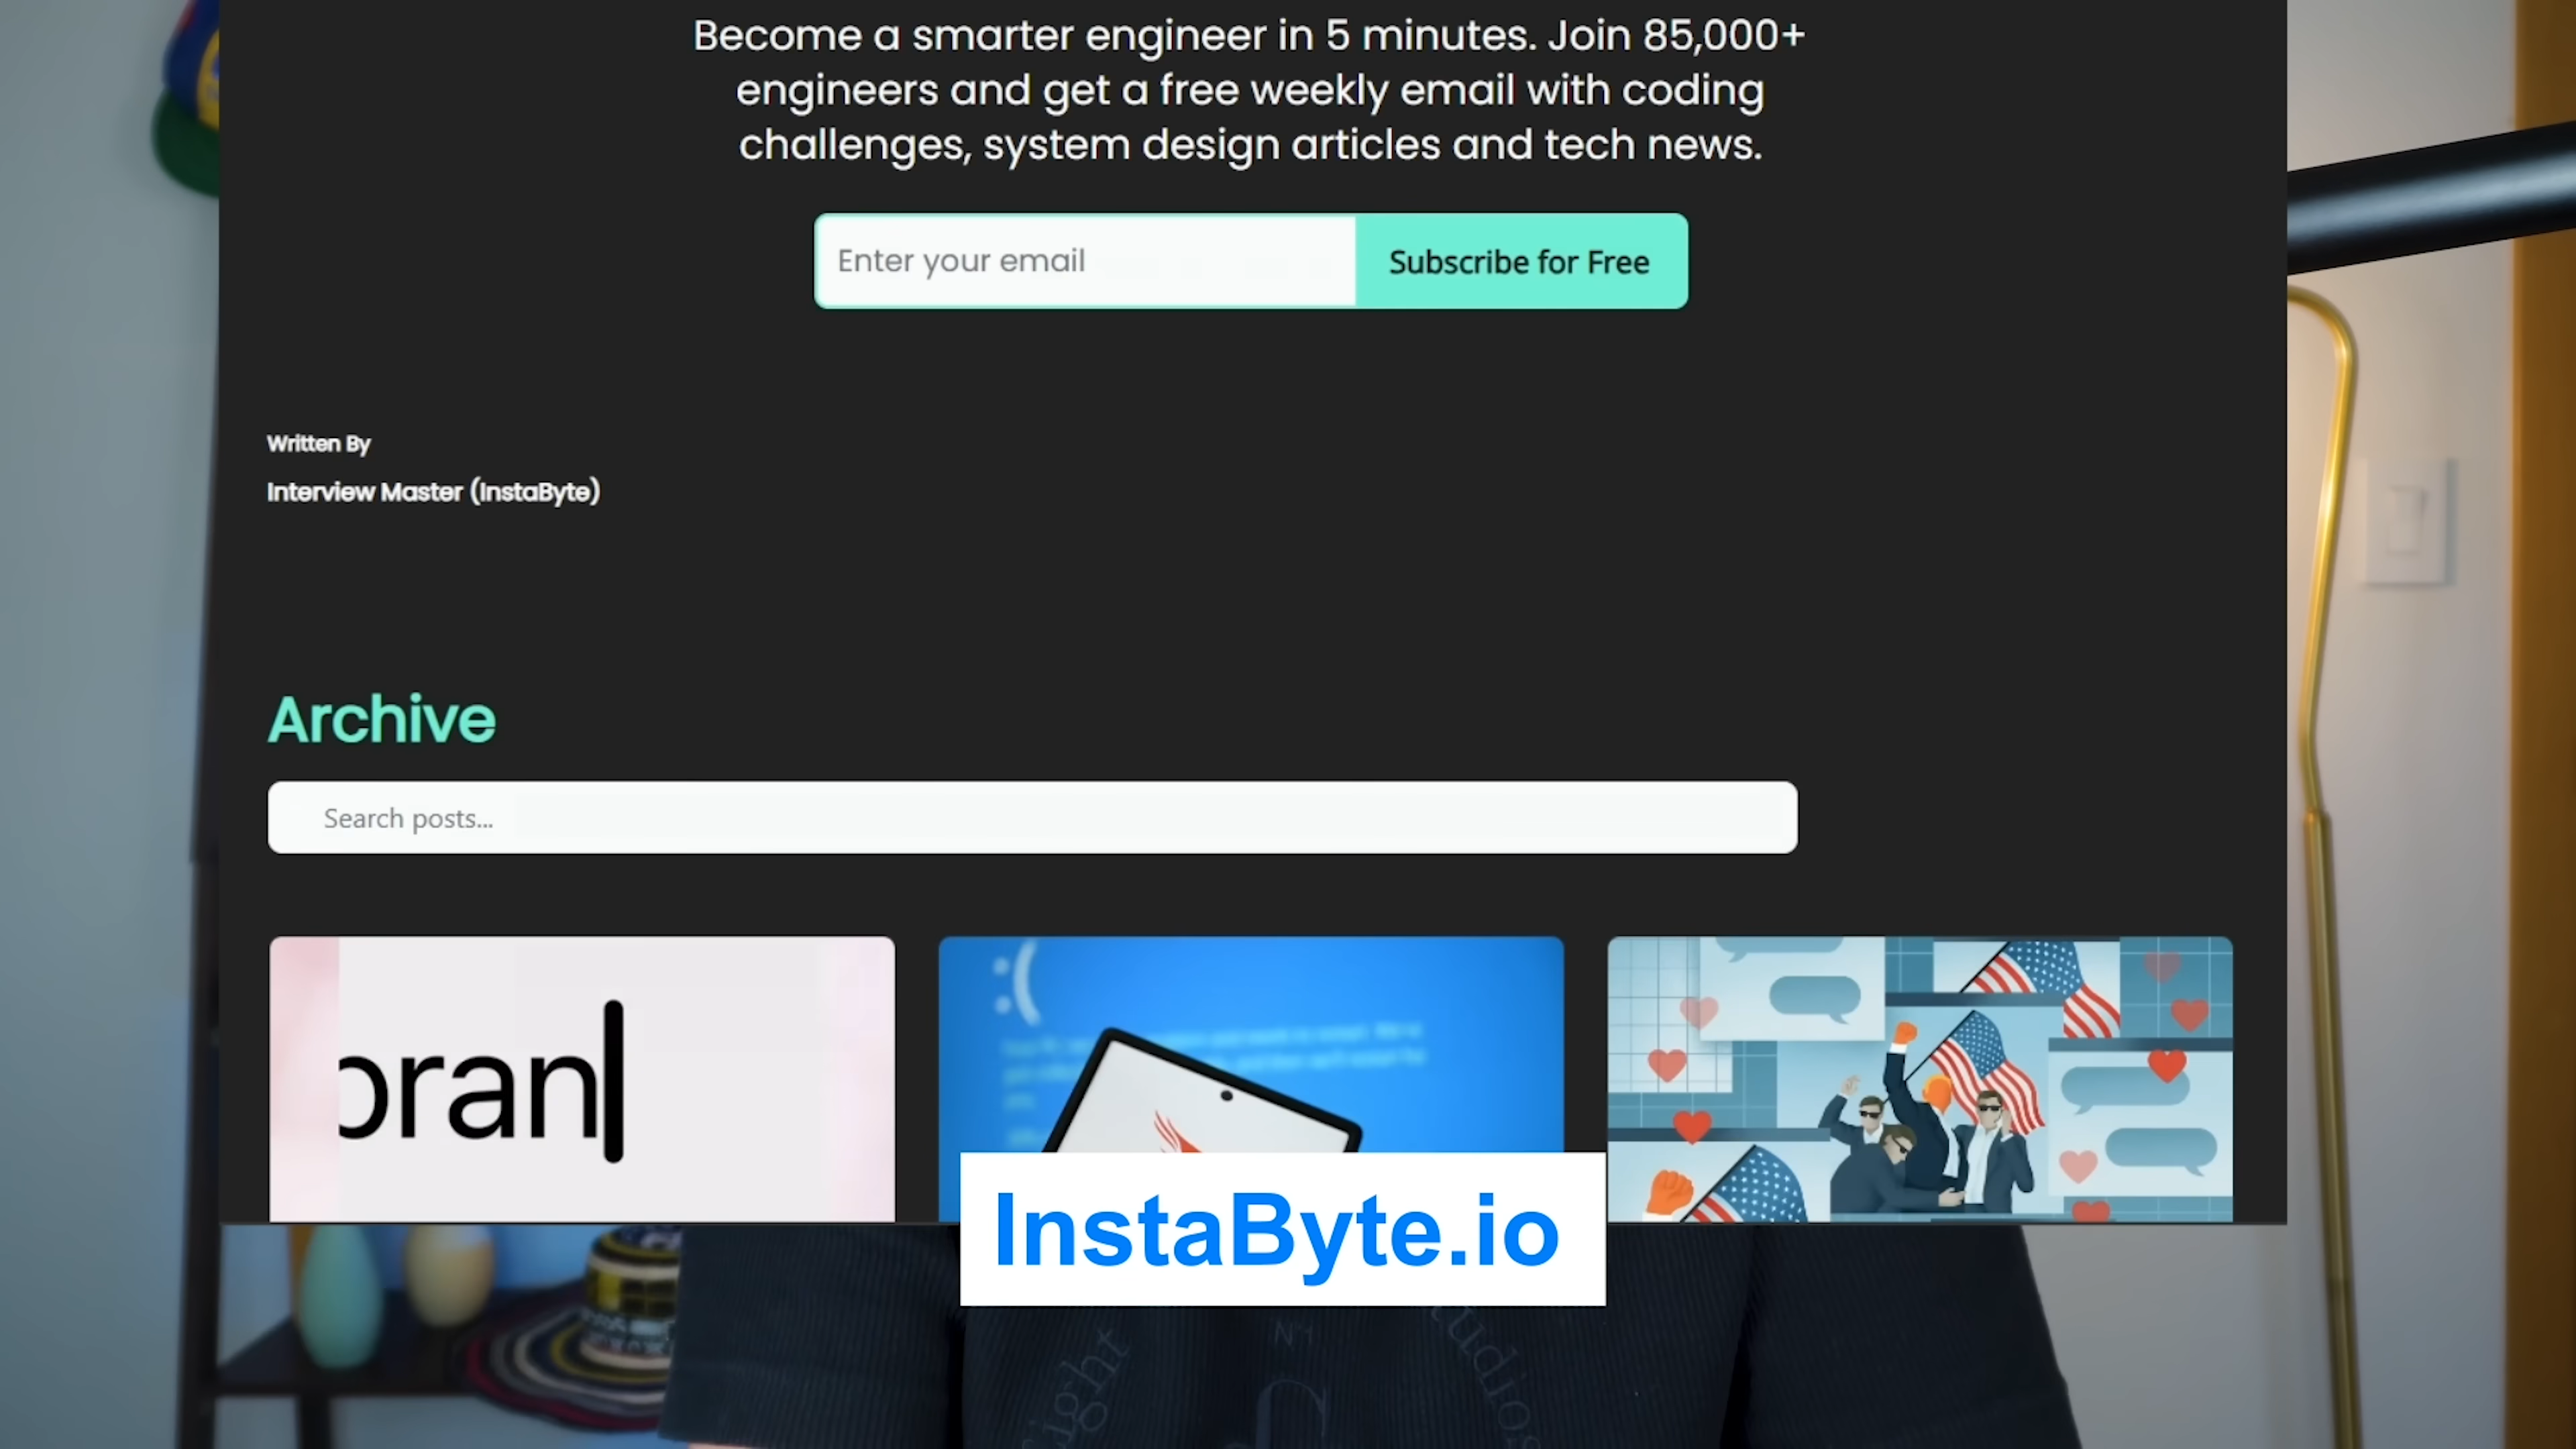 Become a smarter engineer in 5 minutes. Join 85,000+
engineers and get a free weekly email with coding
challenges, system design articles and tech news.
Enter your email
Subscribe for Free
Written By
Interview Master (InstaByte)
Archive
Search posts...
bran
:(
InstaByte.io
N°1